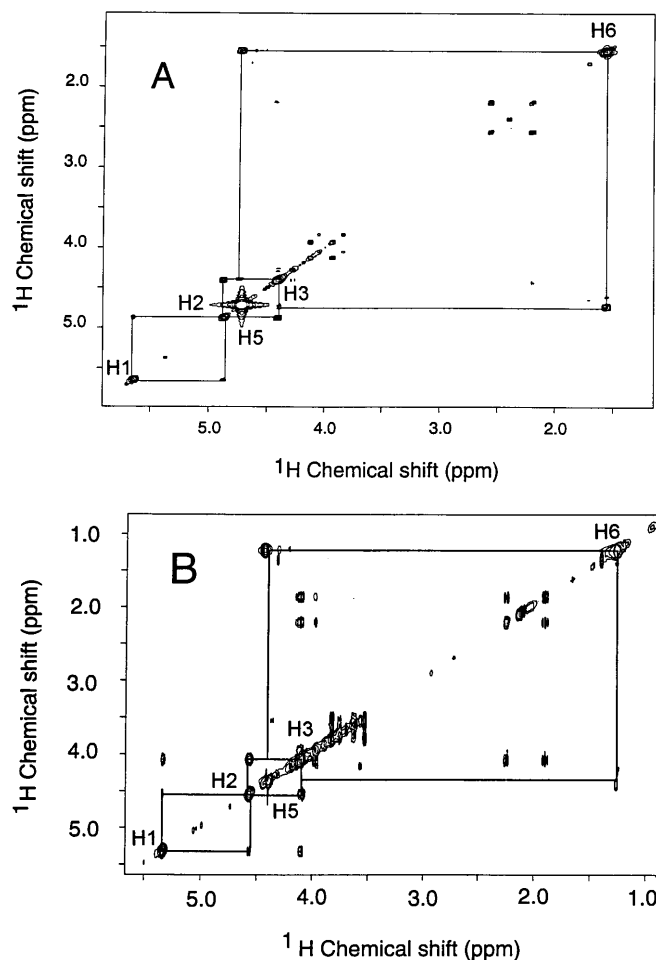 A
H6
2.0
3.0
4.0
5.0
H2
H3
H5
H1
¹H Chemical shift (ppm)
5.0 4.0 3.0 2.0
¹H Chemical shift (ppm)
B
H6
1.0
2.0
3.0
4.0
5.0
H3
H2
H5
H1
¹H Chemical shift (ppm)
5.0 4.0 3.0 2.0 1.0
¹H Chemical shift (ppm)